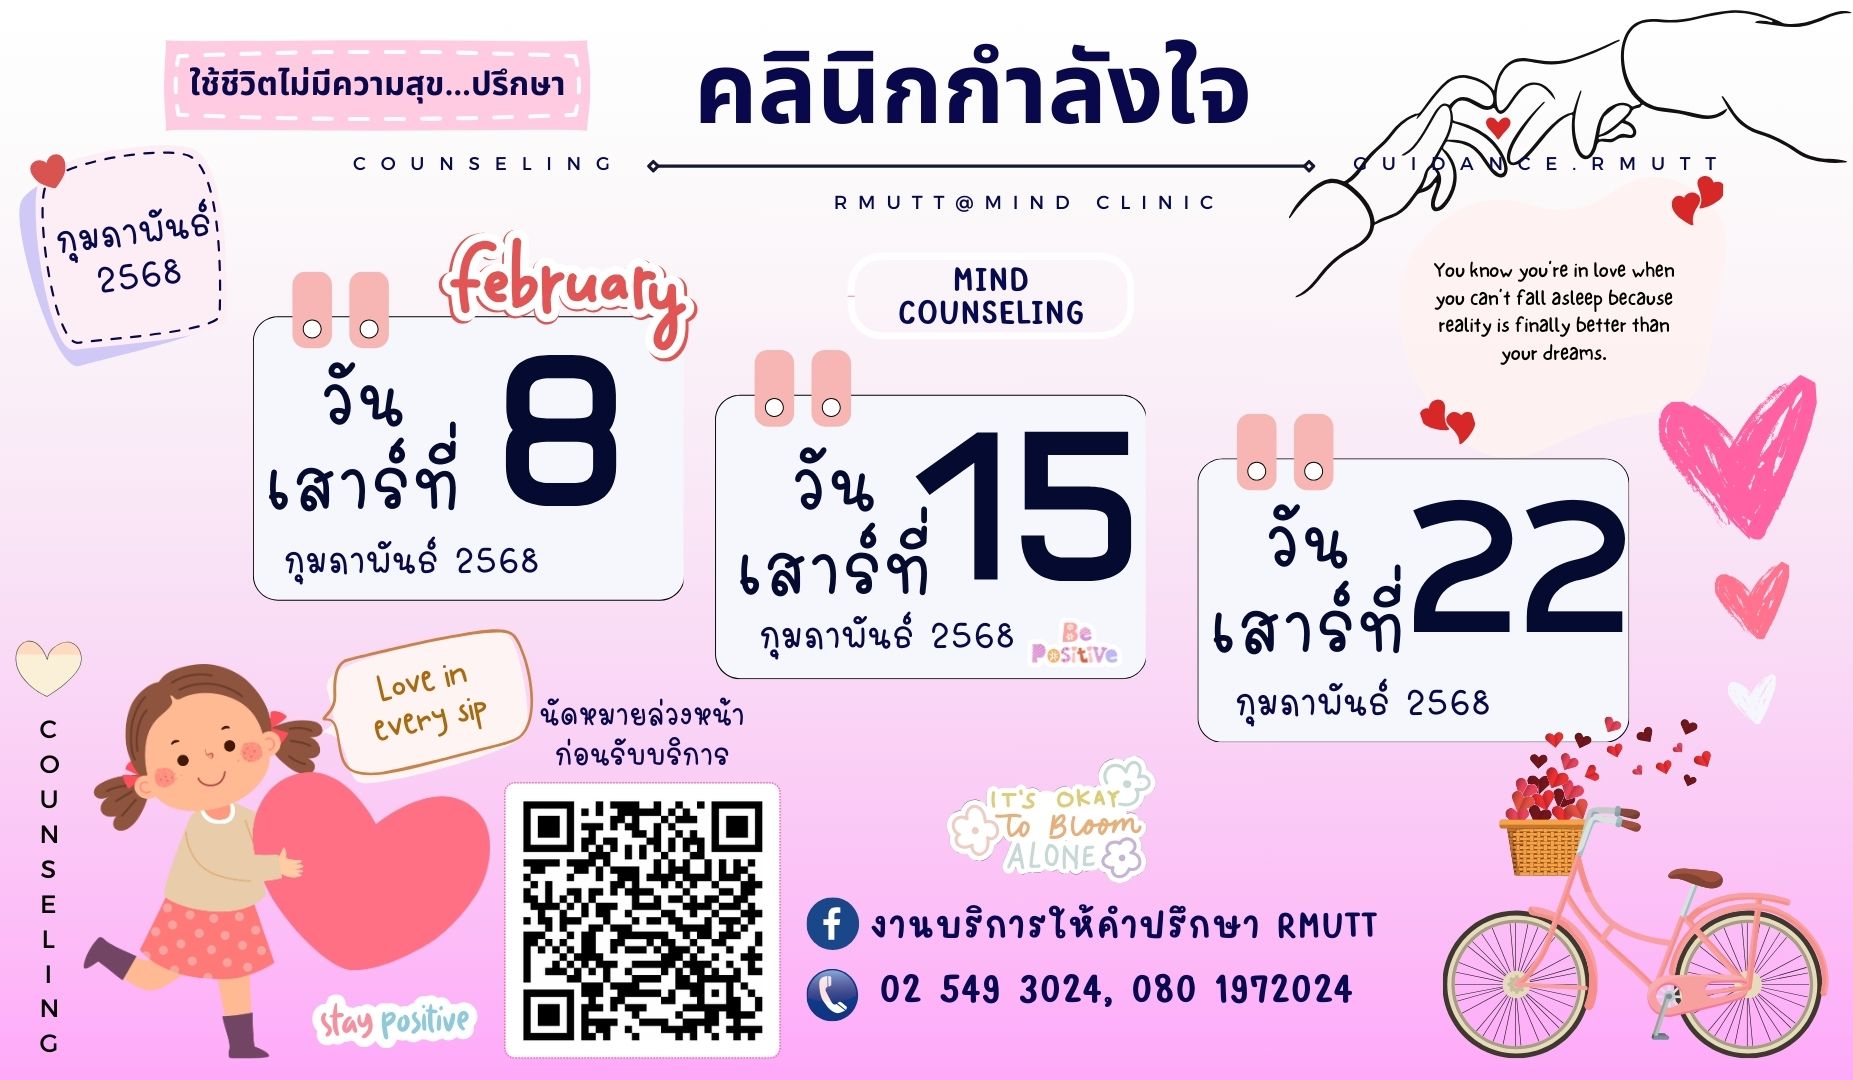 ใช้ชีวิตไม่มีความสุข...ปรึกษา
คลินิกกำลังใจ
COUNSELING
GUIDANCE.RMUTT
RMUTT@MIND CLINIC
กุมภาพันธ์
2568
february
MIND
COUNSELING
You know you're in love when
you can't fall asleep because
reality is finally better than
your dreams.
วัน
เสาร์ที่ 8
กุมภาพันธ์ 2568
วัน
เสาร์ที่ 15
กุมภาพันธ์ 2568
Be
Positive
วัน
เสาร์ที่ 22
กุมภาพันธ์ 2568
COUNSELING
Love in
every sip
นัดหมายล่วงหน้า
ก่อนรับบริการ
IT'S OKAY
To Bloom
ALONE
งานบริการให้คำปรึกษา RMUTT
02 549 3024, 080 1972024
stay positive